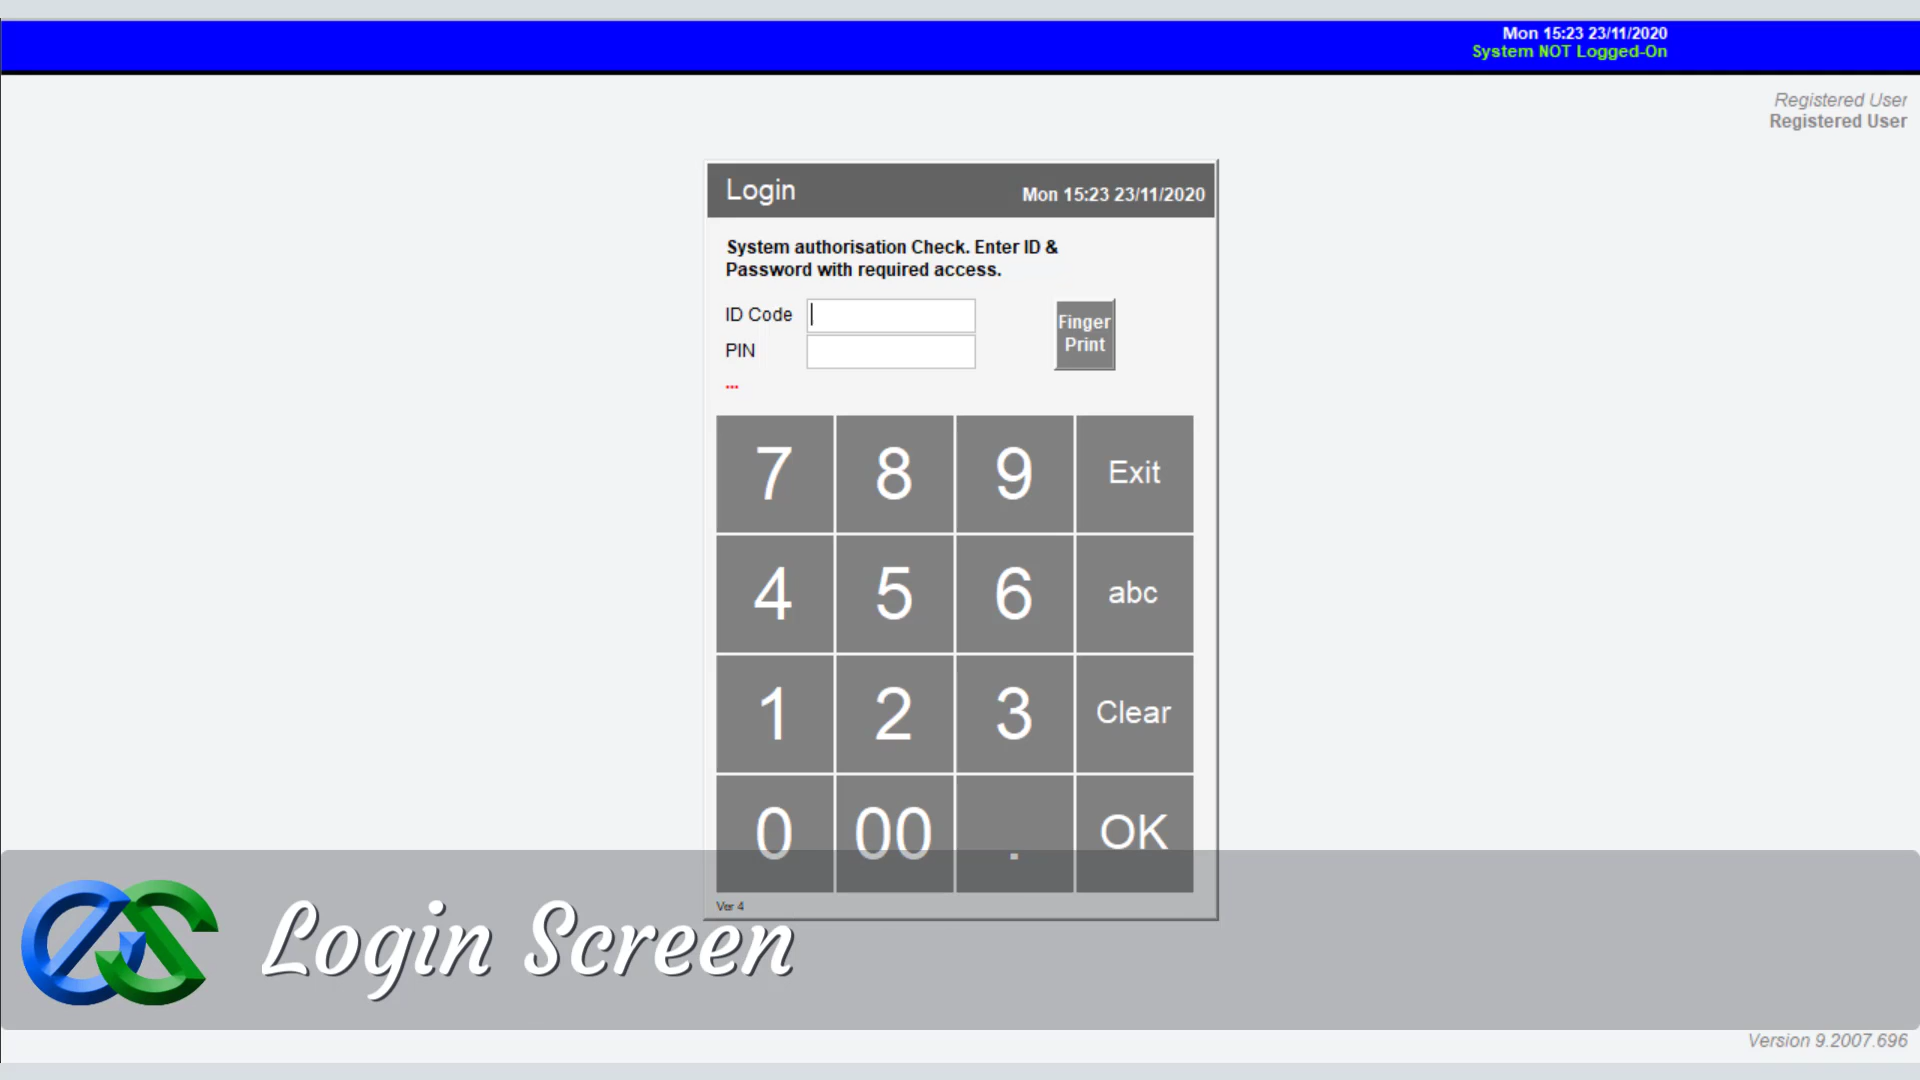 Mon 15:23 23/11/2020
System NOT Logged-On
Registered User
Registered User
Login Mon 15:23 23/11/2020
System authorisation Check. Enter ID &
Password with required access.
ID Code
PIN
Finger
Print
...
7 8 9 Exit
4 5 6 abc
1 2 3 Clear
0 00 . OK
Ver 4
Login Screen
Version 9.2007.696